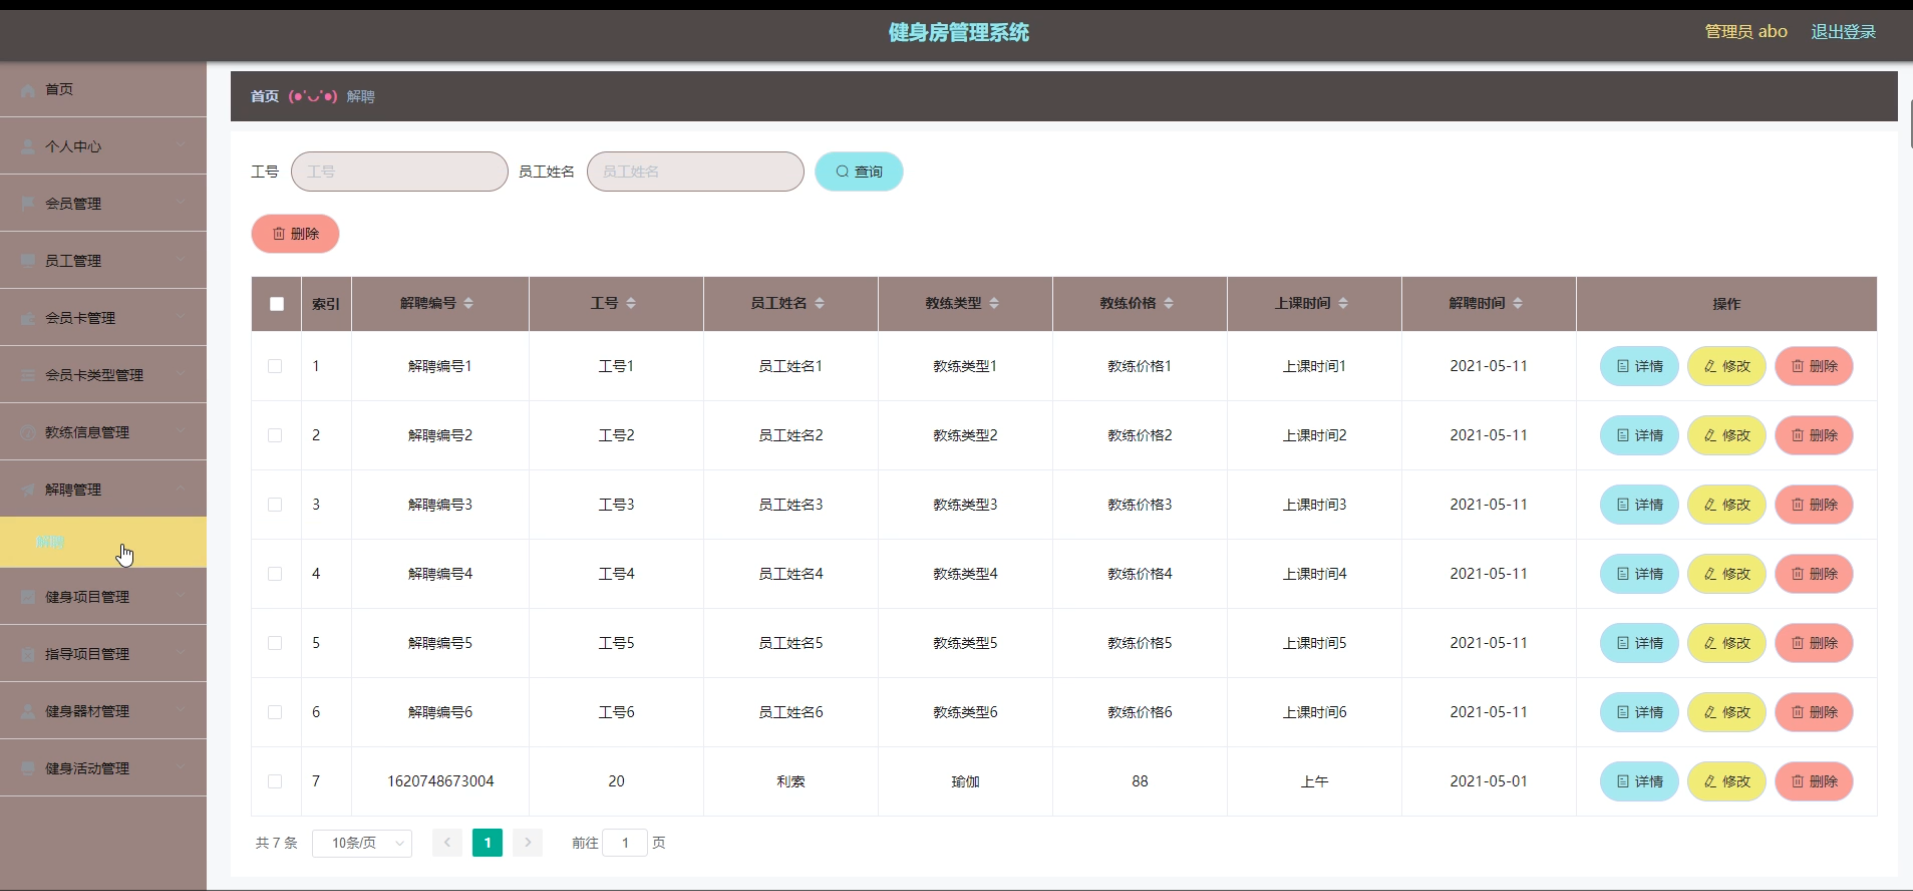 健身房管理系统
管理员 abo 退出登录
首页
个人中心
会员管理
员工管理
会员卡管理
会员卡类型管理
教练信息管理
解聘管理
解聘
健身项目管理
指导项目管理
健身器材管理
健身活动管理
首页 (●'◡'●) 解聘
工号 工号 员工姓名 员工姓名 查询
删除
索引 解聘编号 工号 员工姓名 教练类型 教练价格 上课时间 解聘时间 操作
1 解聘编号1 工号1 员工姓名1 教练类型1 教练价格1 上课时间1 2021-05-11 详情 修改 删除
2 解聘编号2 工号2 员工姓名2 教练类型2 教练价格2 上课时间2 2021-05-11 详情 修改 删除
3 解聘编号3 工号3 员工姓名3 教练类型3 教练价格3 上课时间3 2021-05-11 详情 修改 删除
4 解聘编号4 工号4 员工姓名4 教练类型4 教练价格4 上课时间4 2021-05-11 详情 修改 删除
5 解聘编号5 工号5 员工姓名5 教练类型5 教练价格5 上课时间5 2021-05-11 详情 修改 删除
6 解聘编号6 工号6 员工姓名6 教练类型6 教练价格6 上课时间6 2021-05-11 详情 修改 删除
7 1620748673004 20 利索 瑜伽 88 上午 2021-05-01 详情 修改 删除
共 7 条 10条/页 1 前往 1 页